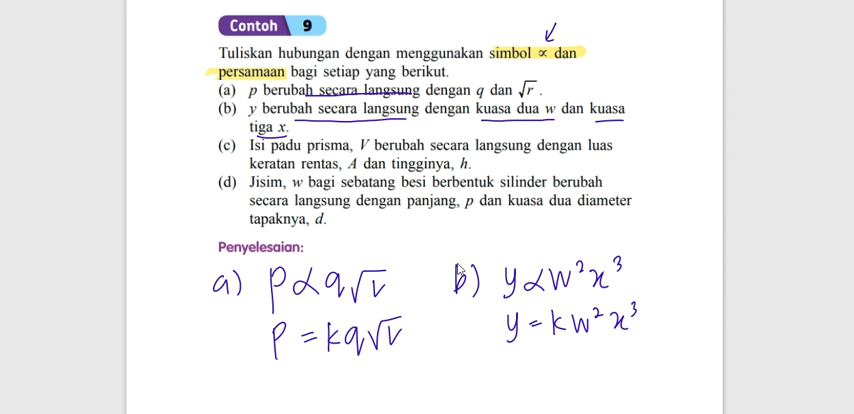 Contoh 9
Tuliskan hubungan dengan menggunakan simbol ∝ dan
persamaan bagi setiap yang berikut.
(a) p berubah secara langsung dengan q dan √r .
(b) y berubah secara langsung dengan kuasa dua w dan kuasa
tiga x.
(c) Isi padu prisma, V berubah secara langsung dengan luas
keratan rentas, A dan tingginya, h.
(d) Jisim, w bagi sebatang besi berbentuk silinder berubah
secara langsung dengan panjang, p dan kuasa dua diameter
tapaknya, d.
Penyelesaian:
a) p ∝ q√r
p = kq√r
b) y ∝ w²x³
y = kw²x³